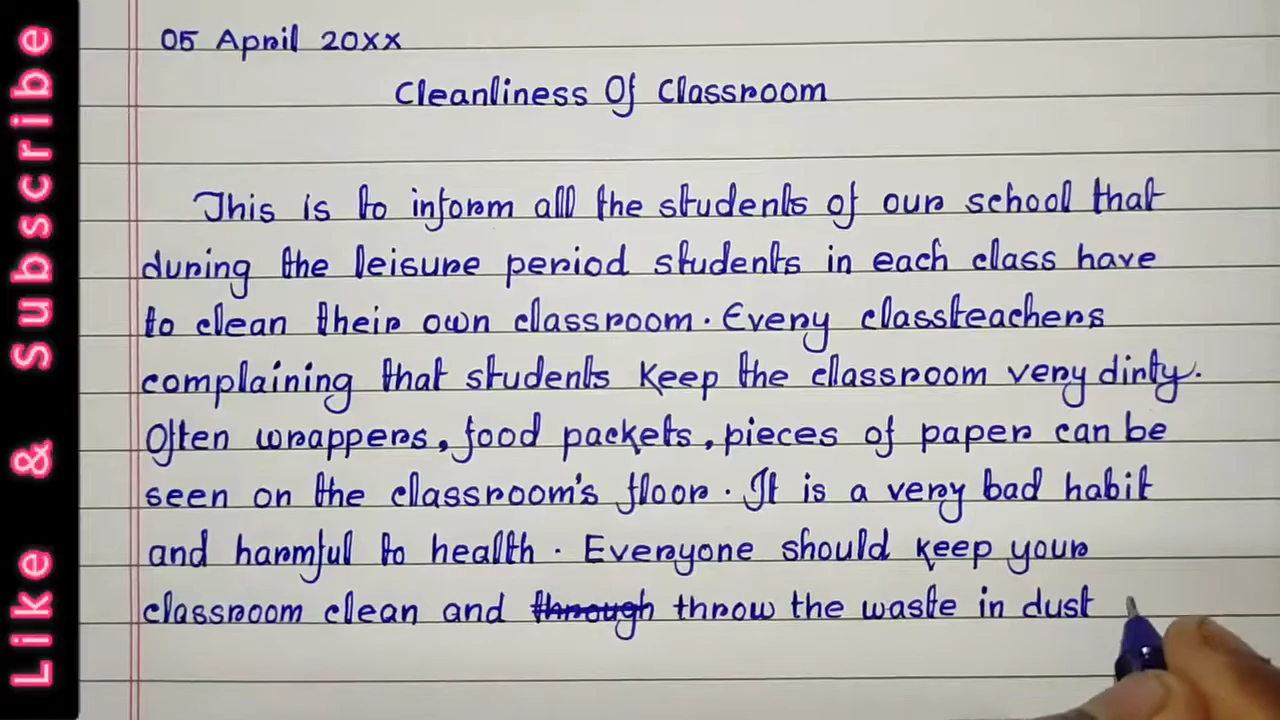 Like & Subscribe
05 April 20xx
Cleanliness Of Classroom
This is to inform all the students of our school that
during the leisure period students in each class have
to clean their own classroom. Every classteachers
complaining that students keep the classroom very dirty.
Often wrappers, food packets, pieces of paper can be
seen on the classroom's floor. It is a very bad habit
and harmful to health. Everyone should keep your
classroom clean and through throw the waste in dust